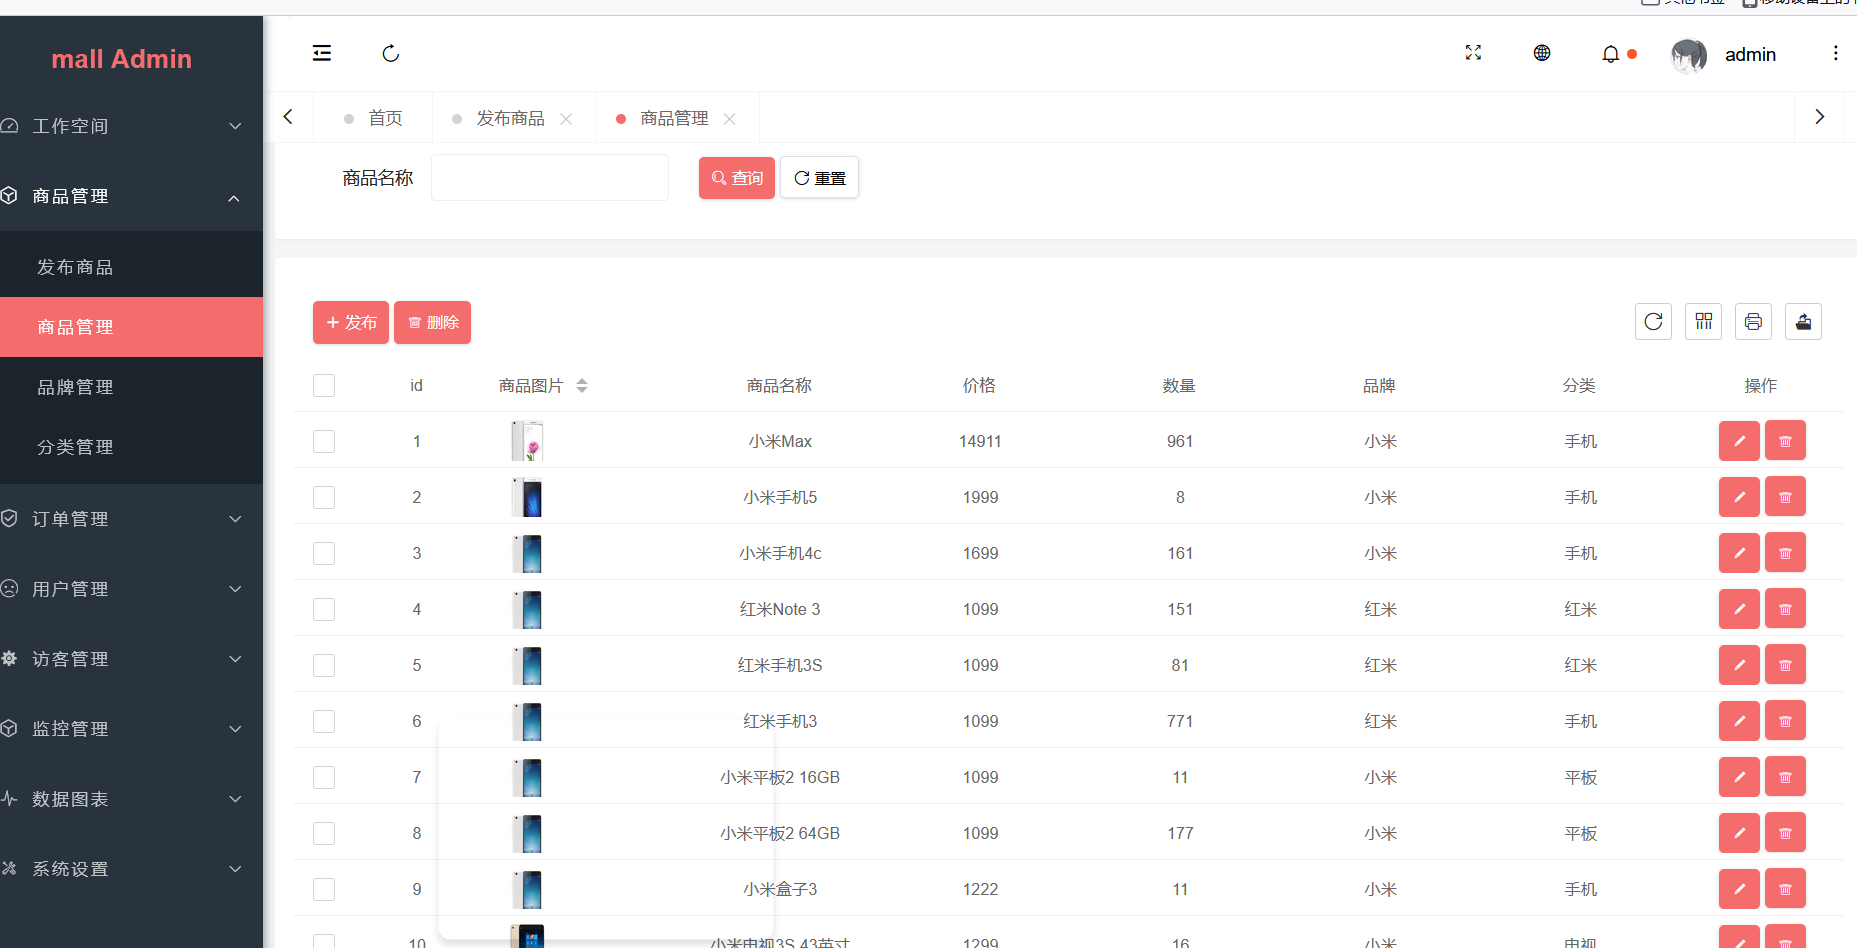 mall Admin
工作空间
商品管理
发布商品
商品管理
品牌管理
分类管理
订单管理
用户管理
访客管理
监控管理
数据图表
系统设置
admin
首页 发布商品 商品管理
商品名称 查询 重置
发布 删除
id 商品图片 商品名称 价格 数量 品牌 分类 操作
1 小米Max 14911 961 小米 手机
2 小米手机5 1999 8 小米 手机
3 小米手机4c 1699 161 小米 手机
4 红米Note 3 1099 151 红米 红米
5 红米手机3S 1099 81 红米 红米
6 红米手机3 1099 771 红米 手机
7 小米平板2 16GB 1099 11 小米 平板
8 小米平板2 64GB 1099 177 小米 平板
9 小米盒子3 1222 11 小米 手机
10 小米电视3S 43英寸 1299 16 小米 电视